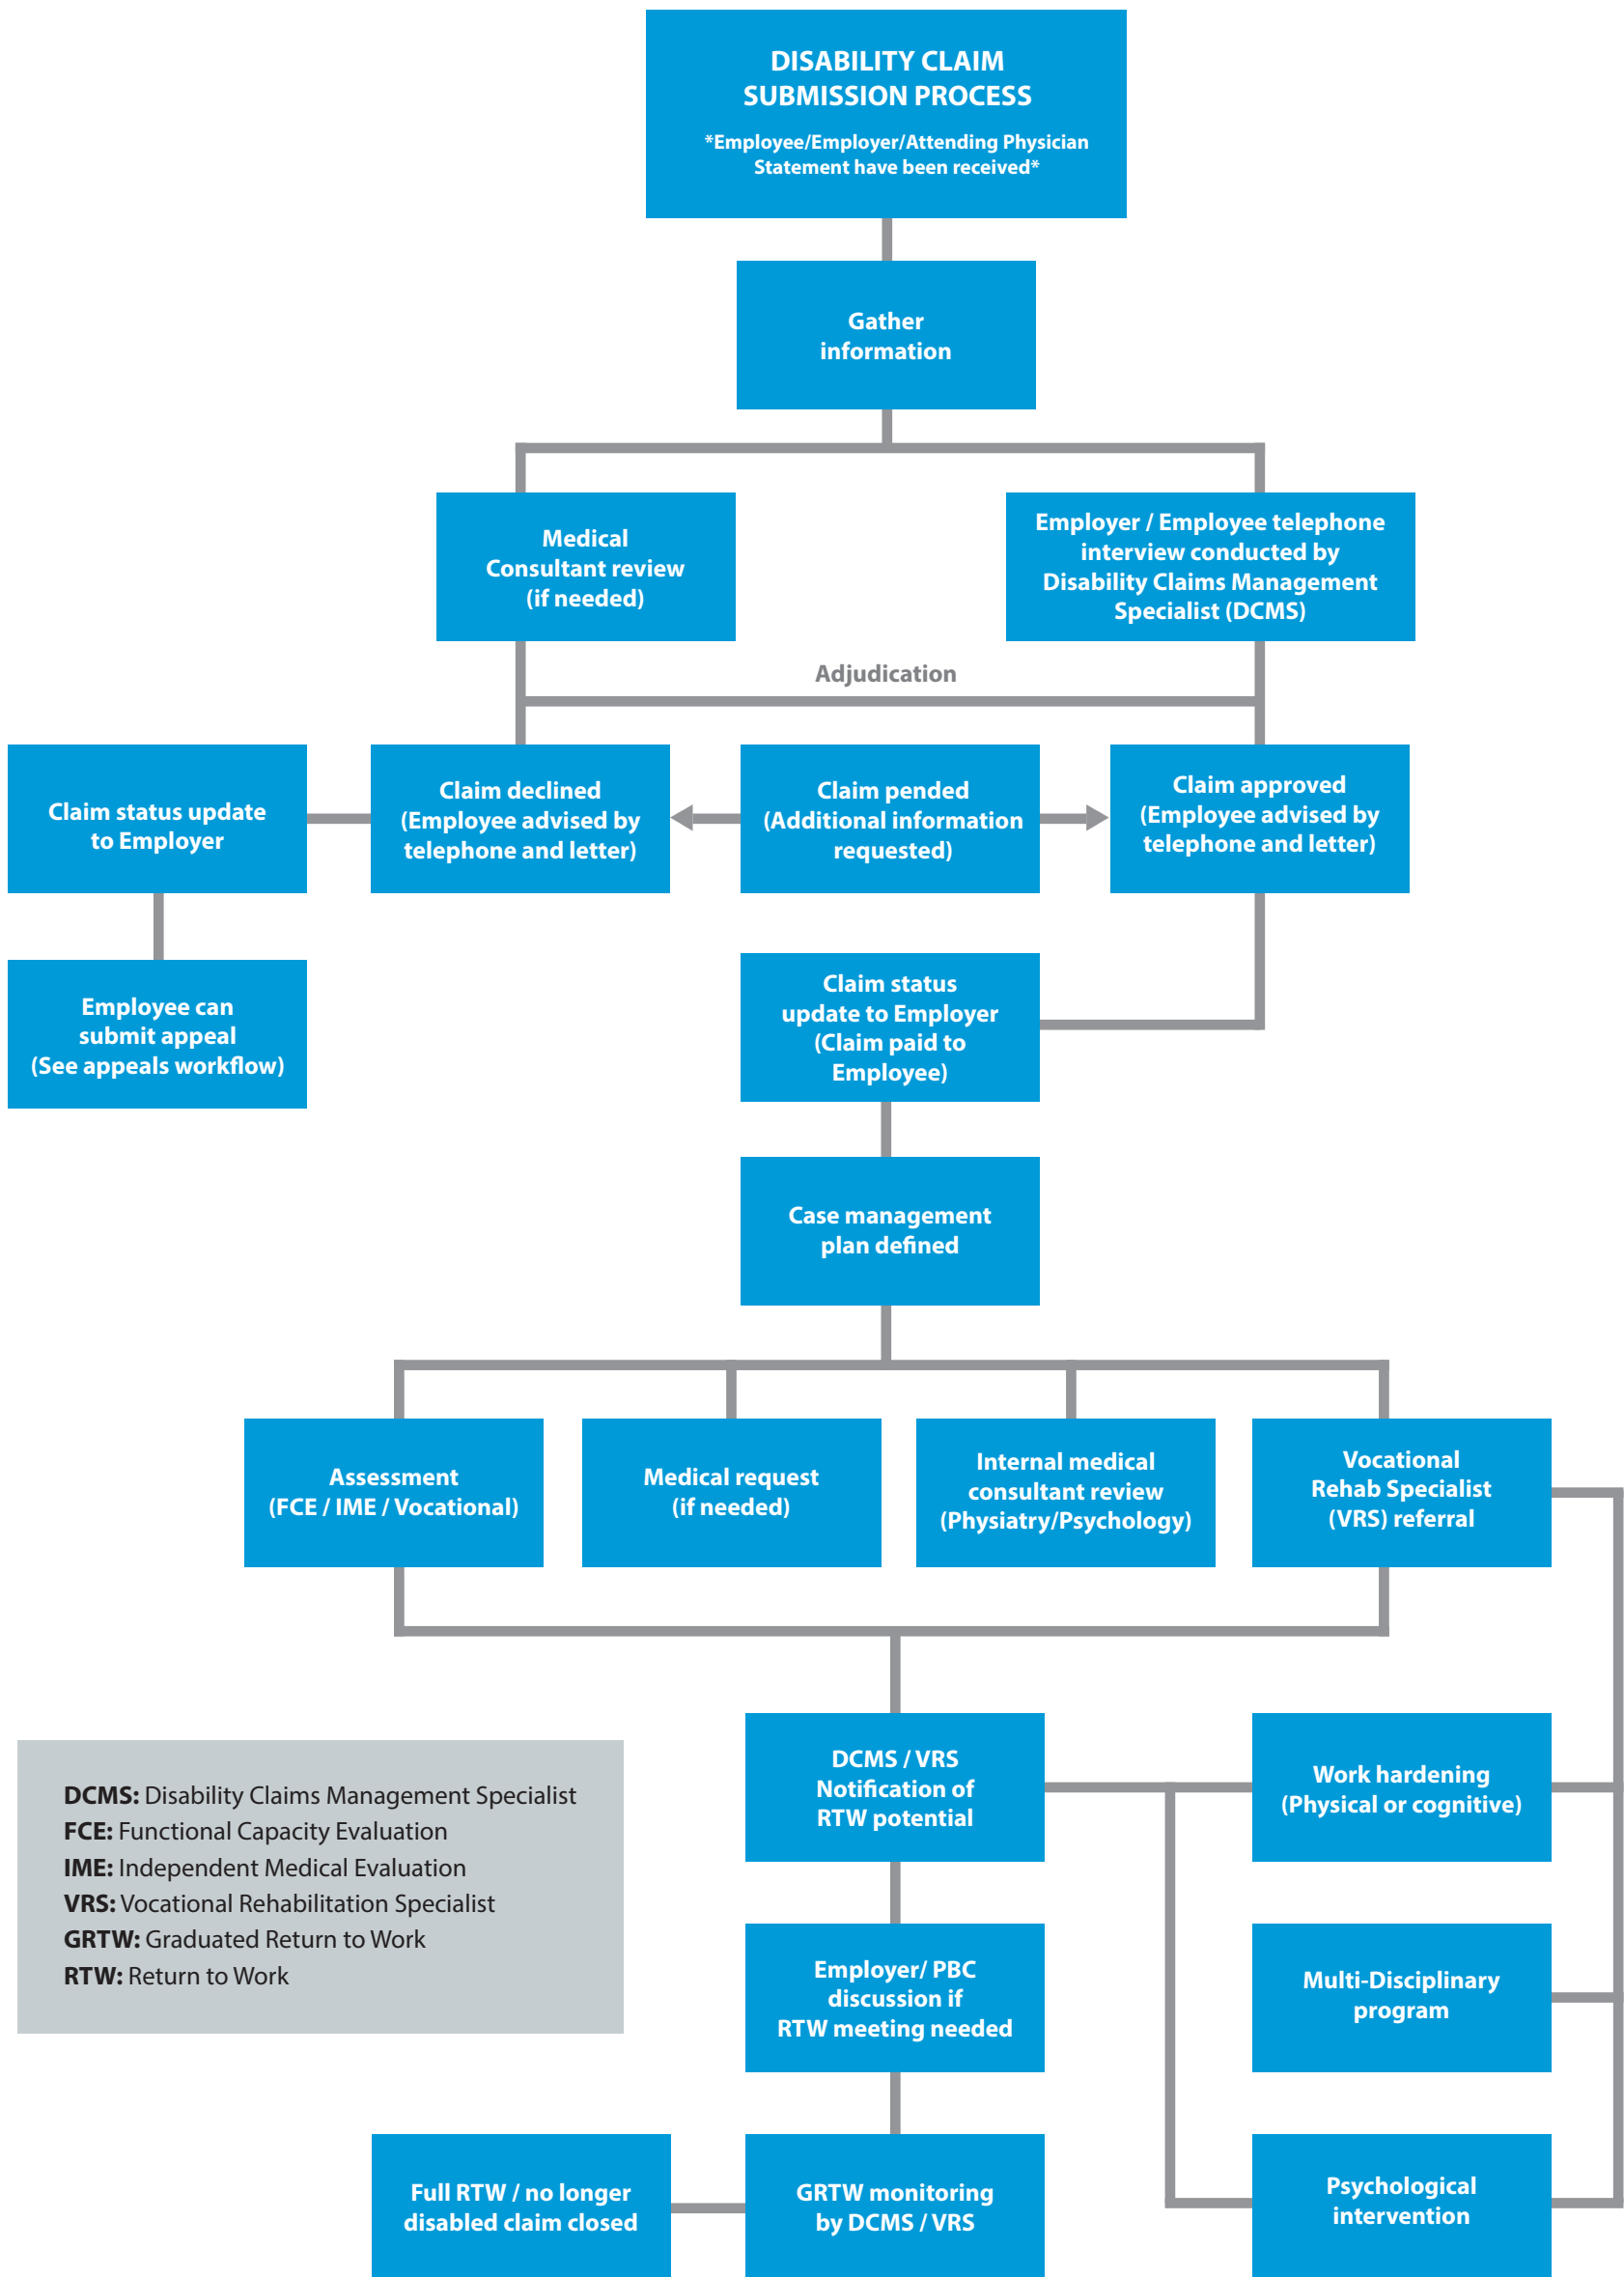 DISABILITY CLAIM
SUBMISSION PROCESS
*Employee/Employer/Attending Physician
Statement have been received*
Gather
information
Medical
Consultant review
(if needed)
Employer / Employee telephone
interview conducted by
Disability Claims Management
Specialist (DCMS)
Adjudication
Claim status update
to Employer
Claim declined
(Employee advised by
telephone and letter)
Claim pended
(Additional information
requested)
Claim approved
(Employee advised by
telephone and letter)
Employee can
submit appeal
(See appeals workflow)
Claim status
update to Employer
(Claim paid to
Employee)
Case management
plan defined
Assessment
(FCE / IME / Vocational)
Medical request
(if needed)
Internal medical
consultant review
(Physiatry/Psychology)
Vocational
Rehab Specialist
(VRS) referral
DCMS / VRS
Notification of
RTW potential
Work hardening
(Physical or cognitive)
DCMS: Disability Claims Management Specialist
FCE: Functional Capacity Evaluation
IME: Independent Medical Evaluation
VRS: Vocational Rehabilitation Specialist
GRTW: Graduated Return to Work
RTW: Return to Work
Employer/ PBC
discussion if
RTW meeting needed
Multi-Disciplinary
program
Full RTW / no longer
disabled claim closed
GRTW monitoring
by DCMS / VRS
Psychological
intervention